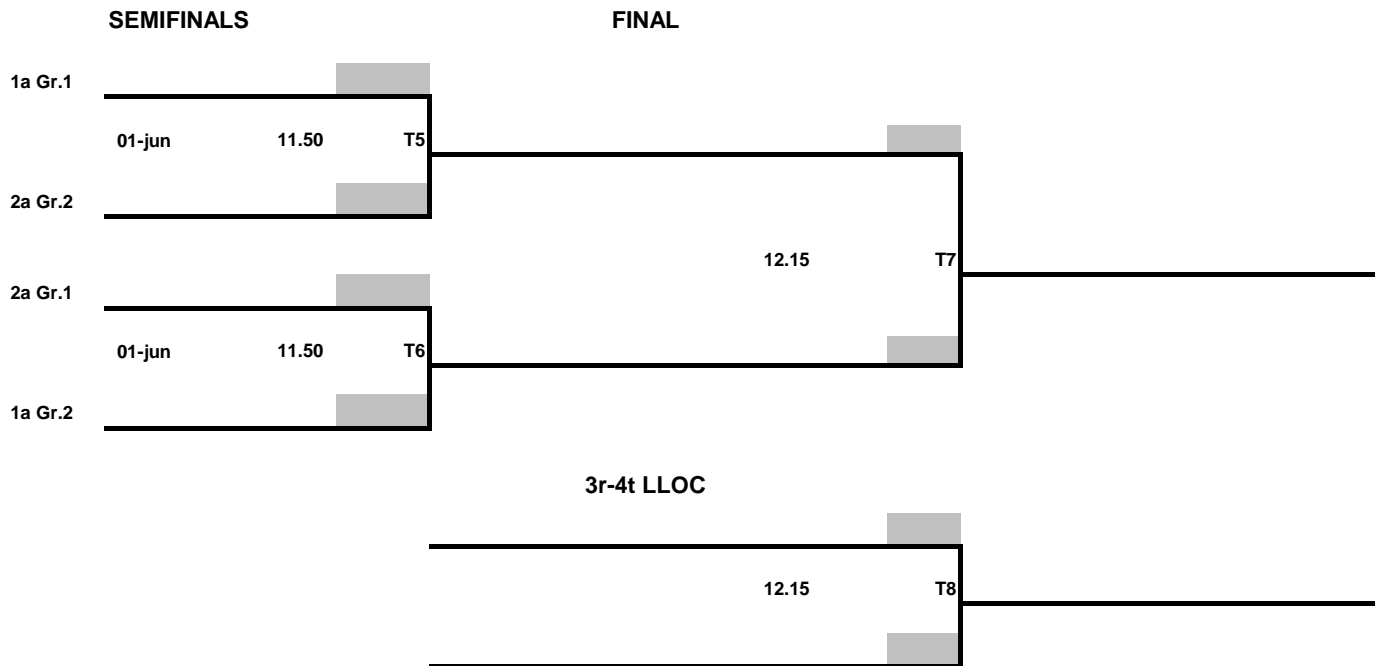 SEMIFINALS FINAL
1a Gr.1
01-jun 11.50 T5
2a Gr.2
12.15 T7
2a Gr.1
01-jun 11.50 T6
1a Gr.2
3r-4t LLOC
12.15 T8